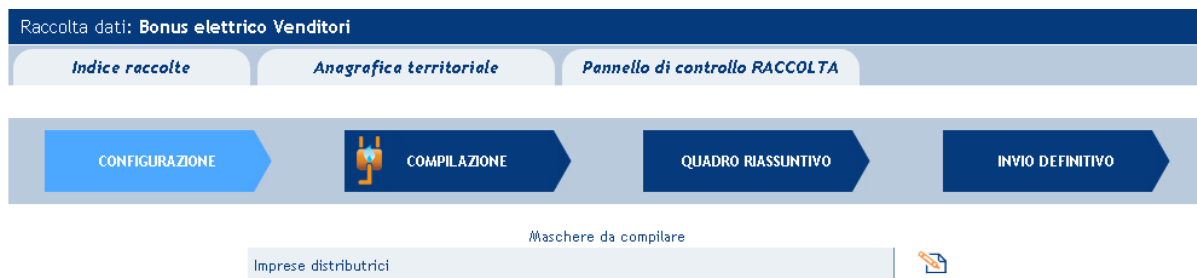 Raccolta dati: Bonus elettrico Venditori
Indice raccolte Anagrafica territoriale Pannello di controllo RACCOLTA
CONFIGURAZIONE COMPILAZIONE QUADRO RIASSUNTIVO INVIO DEFINITIVO
Maschere da compilare
Imprese distributrici